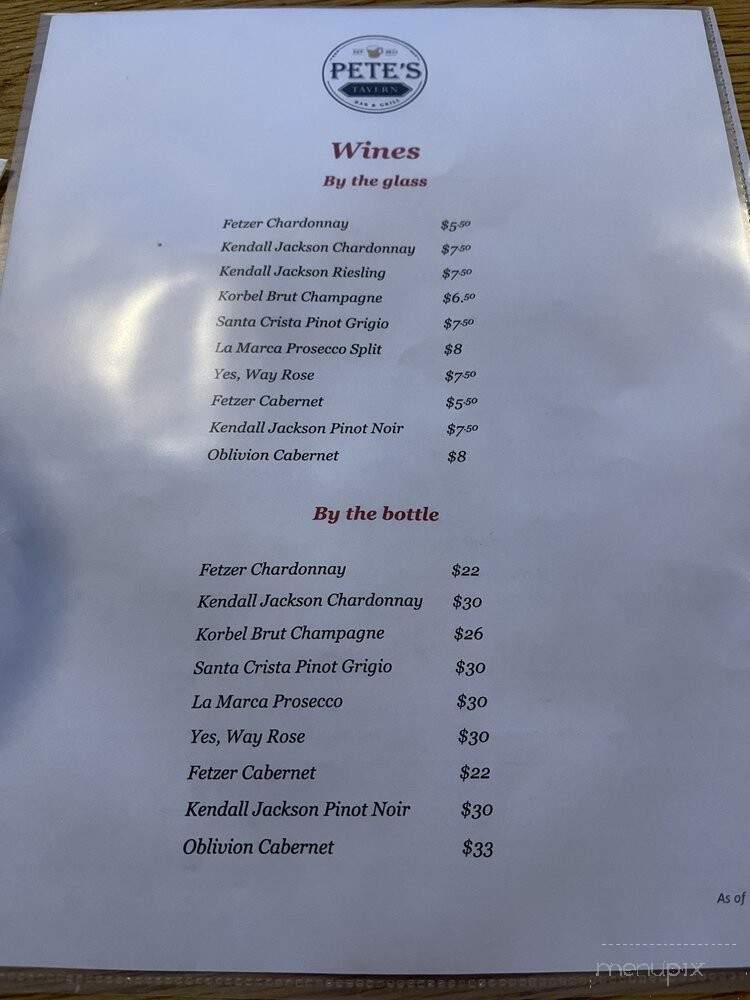 PETE'S
TAVERN
BAR & GRILL
Wines
By the glass
Fetzer Chardonnay $5.50
Kendall Jackson Chardonnay $7.50
Kendall Jackson Riesling $7.50
Korbel Brut Champagne $6.50
Santa Crista Pinot Grigio $7.50
La Marca Prosecco Split $8
Yes, Way Rose $7.50
Fetzer Cabernet $5.50
Kendall Jackson Pinot Noir $7.50
Oblivion Cabernet $8
By the bottle
Fetzer Chardonnay $22
Kendall Jackson Chardonnay $30
Korbel Brut Champagne $26
Santa Crista Pinot Grigio $30
La Marca Prosecco $30
Yes, Way Rose $30
Fetzer Cabernet $22
Kendall Jackson Pinot Noir $30
Oblivion Cabernet $33
As of
menupix